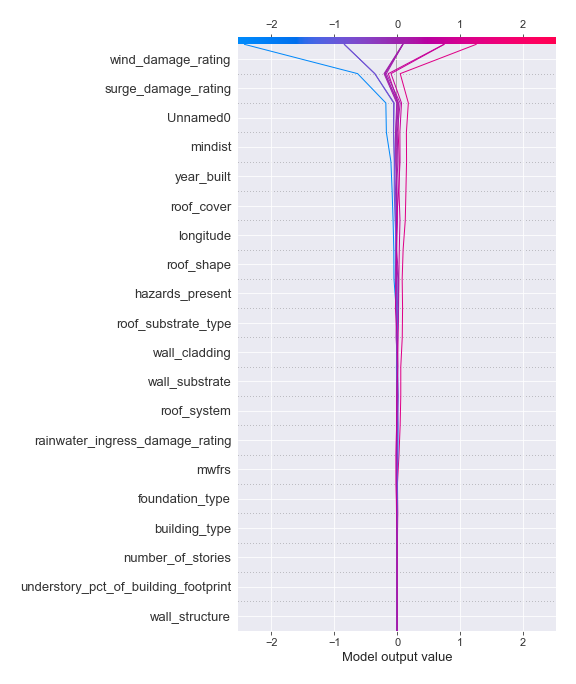 −2 −1 0 1 2
wind_damage_rating
surge_damage_rating
Unnamed0
mindist
year_built
roof_cover
longitude
roof_shape
hazards_present
roof_substrate_type
wall_cladding
wall_substrate
roof_system
rainwater_ingress_damage_rating
mwfrs
foundation_type
building_type
number_of_stories
understory_pct_of_building_footprint
wall_structure
−2 −1 0 1 2
Model output value